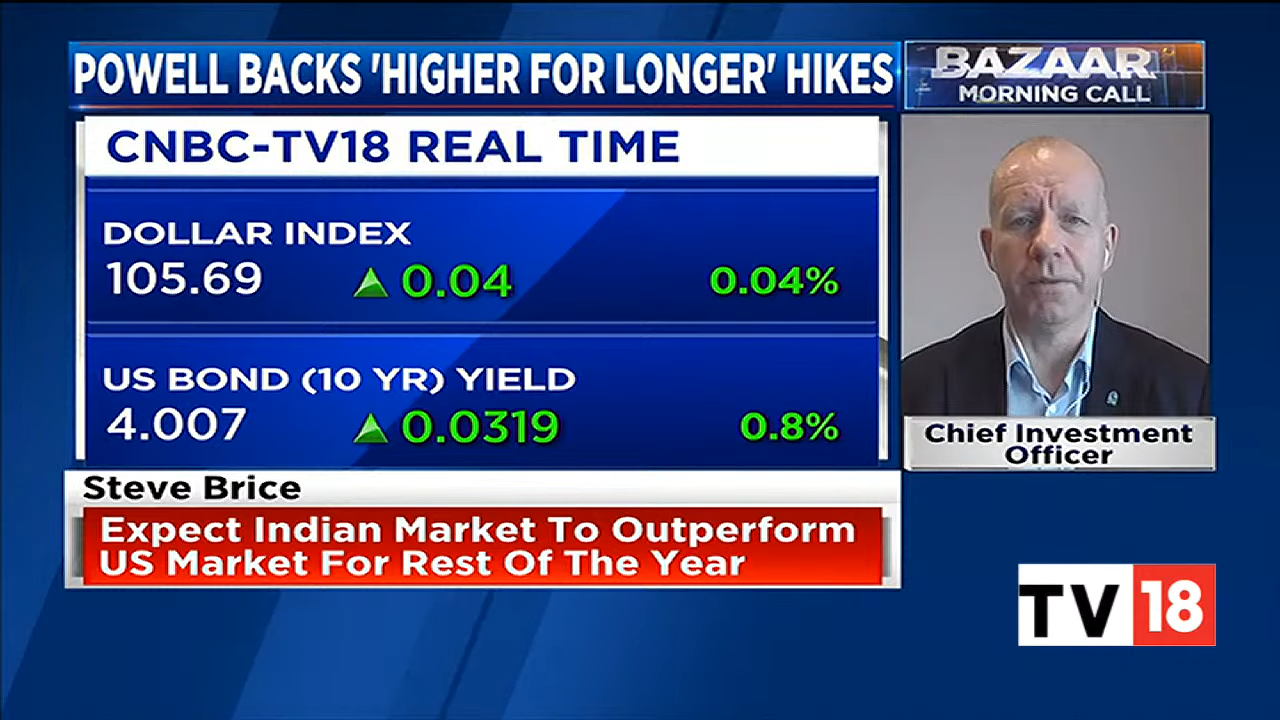 POWELL BACKS 'HIGHER FOR LONGER' HIKES
BAZAAR
MORNING CALL
CNBC-TV18 REAL TIME
DOLLAR INDEX
105.69 ▲ 0.04 0.04%
US BOND (10 YR) YIELD
4.007 ▲ 0.0319 0.8%
Chief Investment
Officer
Steve Brice
Expect Indian Market To Outperform
US Market For Rest Of The Year
TV18